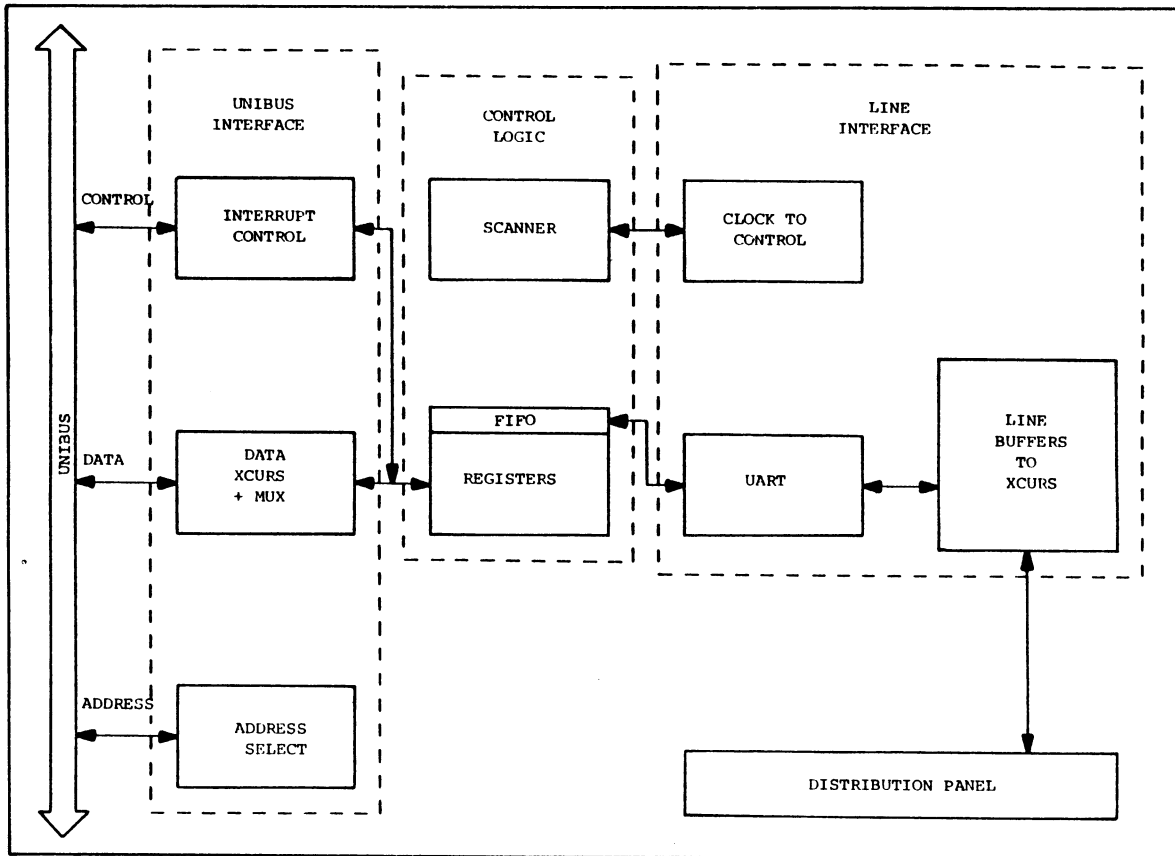 UNIBUS
INTERFACE
CONTROL
LOGIC
LINE
INTERFACE
CONTROL
INTERRUPT
CONTROL
SCANNER
CLOCK TO
CONTROL
UNIBUS
DATA
DATA
XCURS
+ MUX
FIFO
REGISTERS
UART
LINE
BUFFERS
TO
XCURS
ADDRESS
ADDRESS
SELECT
DISTRIBUTION PANEL